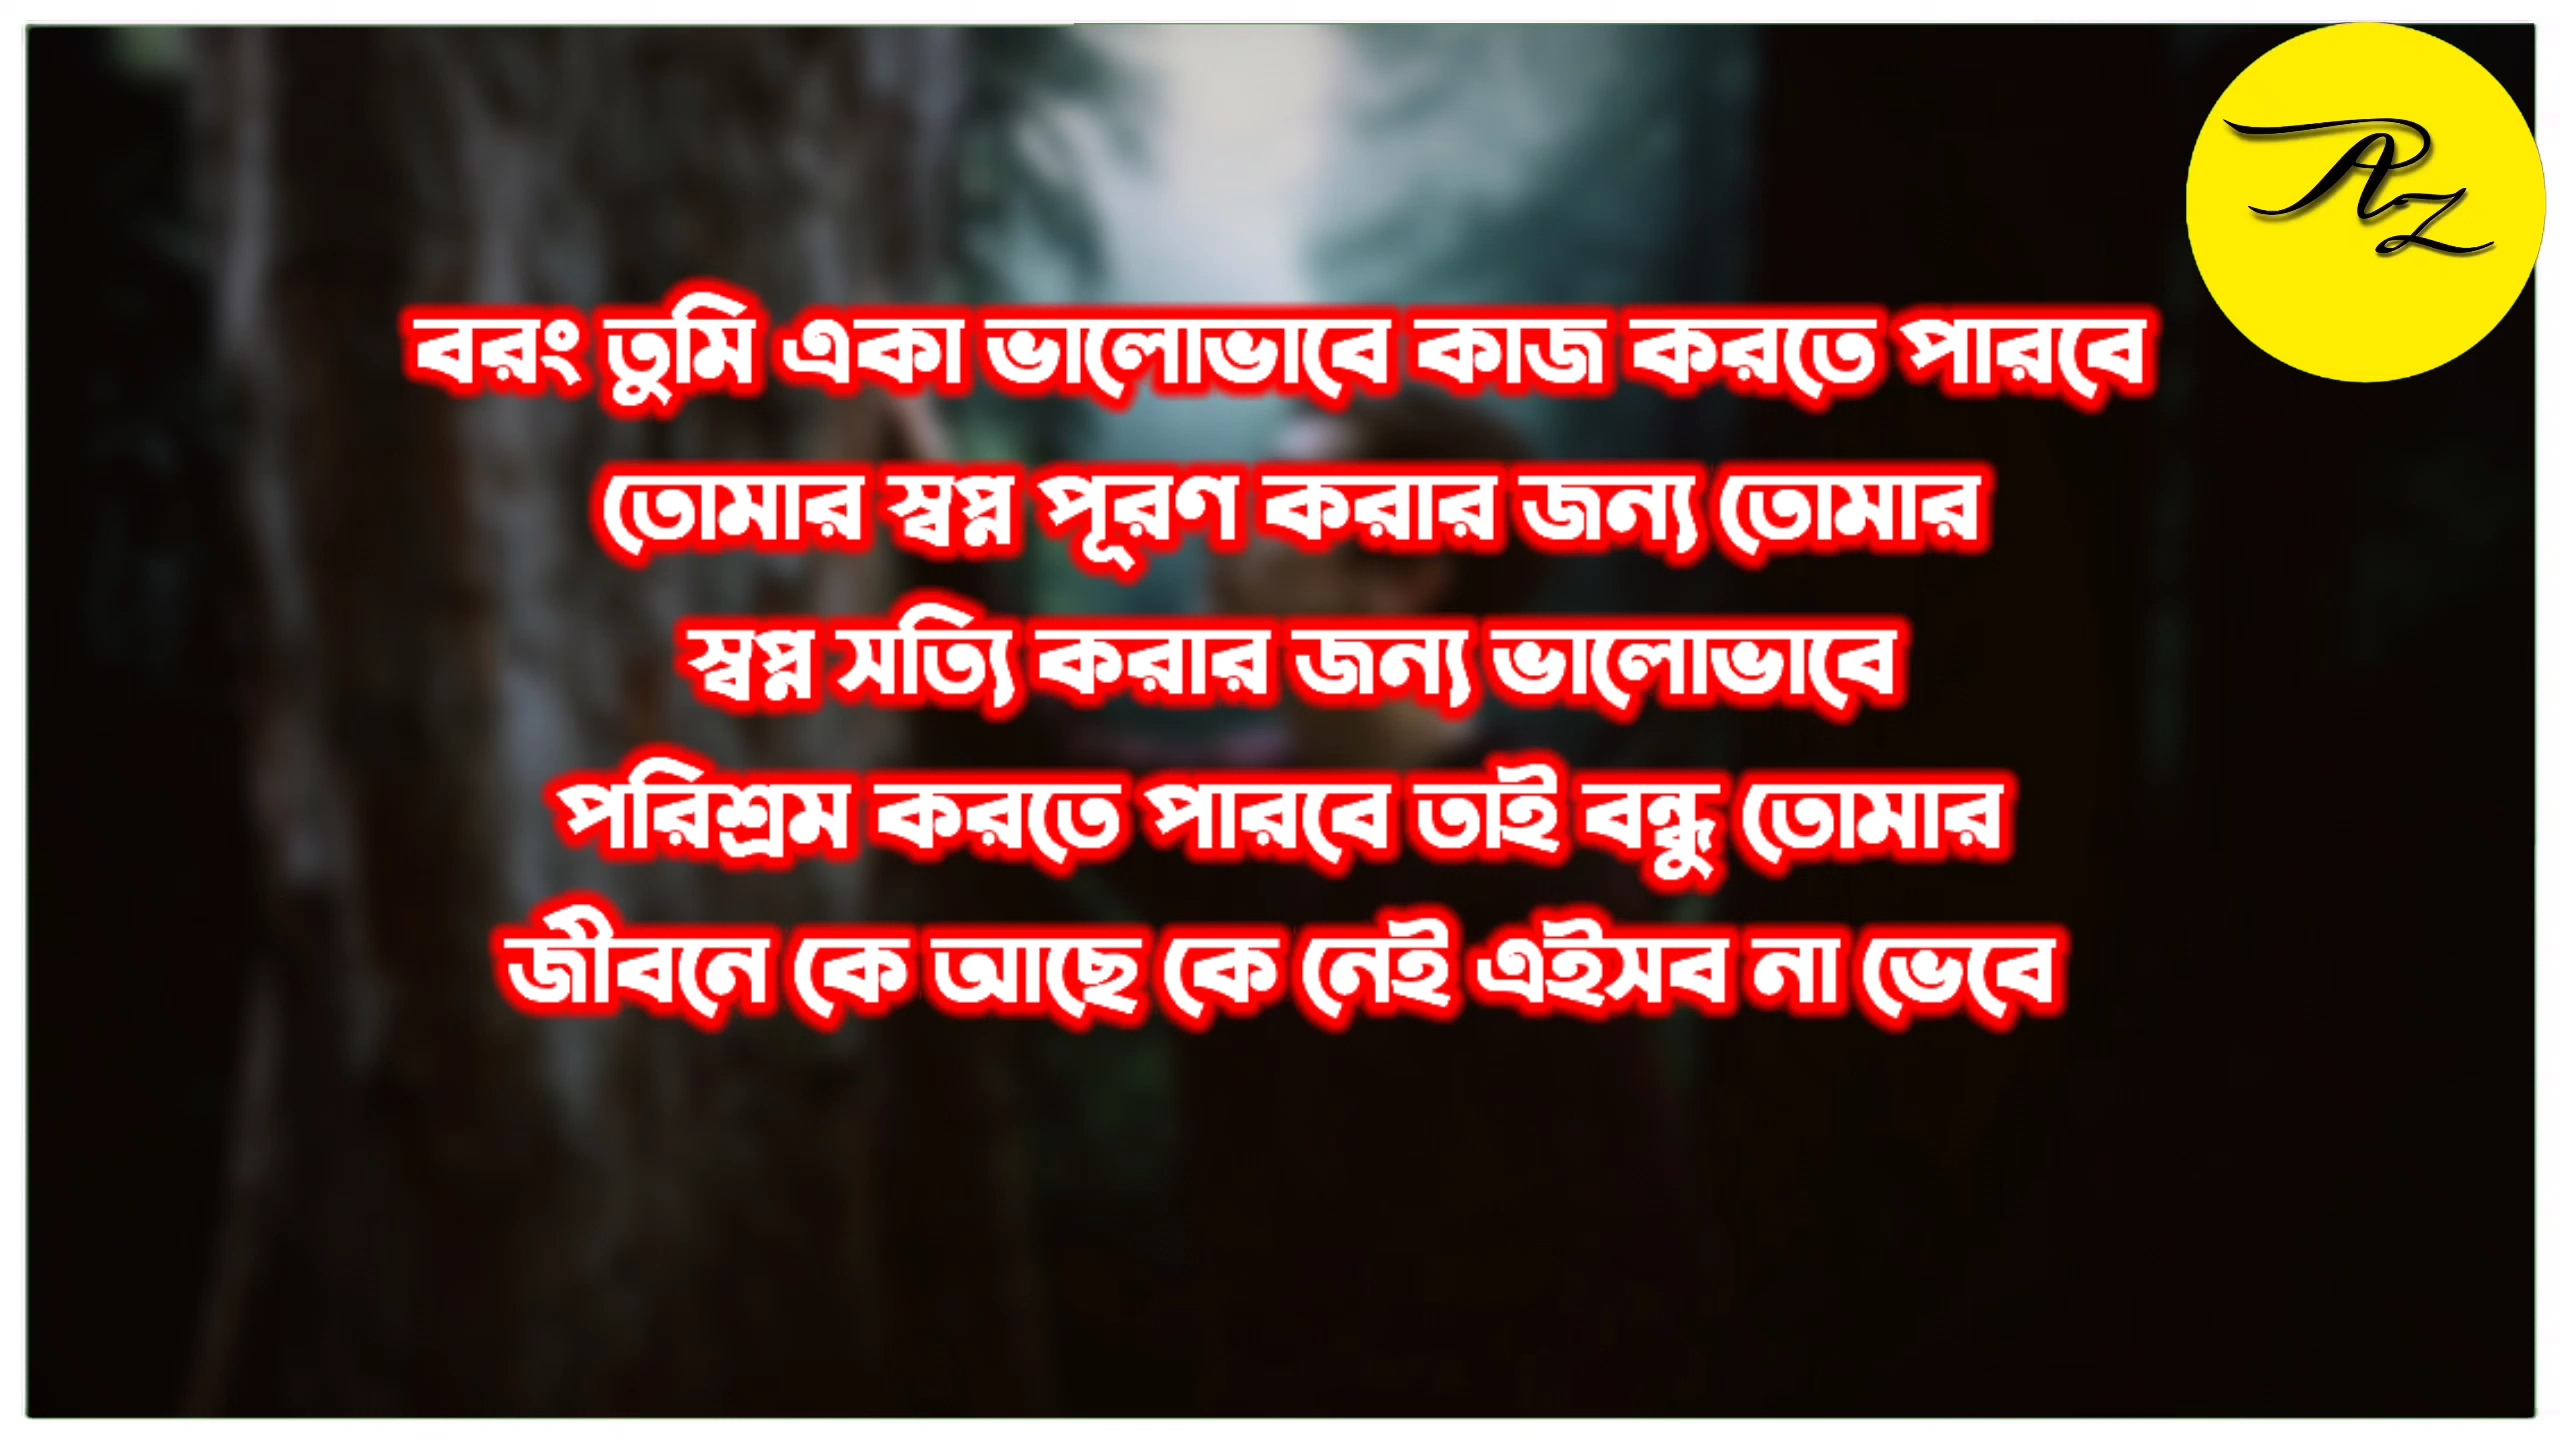 AZ
বরং তুমি একা ভালোভাবে কাজ করতে পারবে
তোমার স্বপ্ন পূরণ করার জন্য তোমার
স্বপ্ন সত্যি করার জন্য ভালোভাবে
পরিশ্রম করতে পারবে তাই বন্ধু তোমার
জীবনে কে আছে কে নেই এইসব না ভেবে